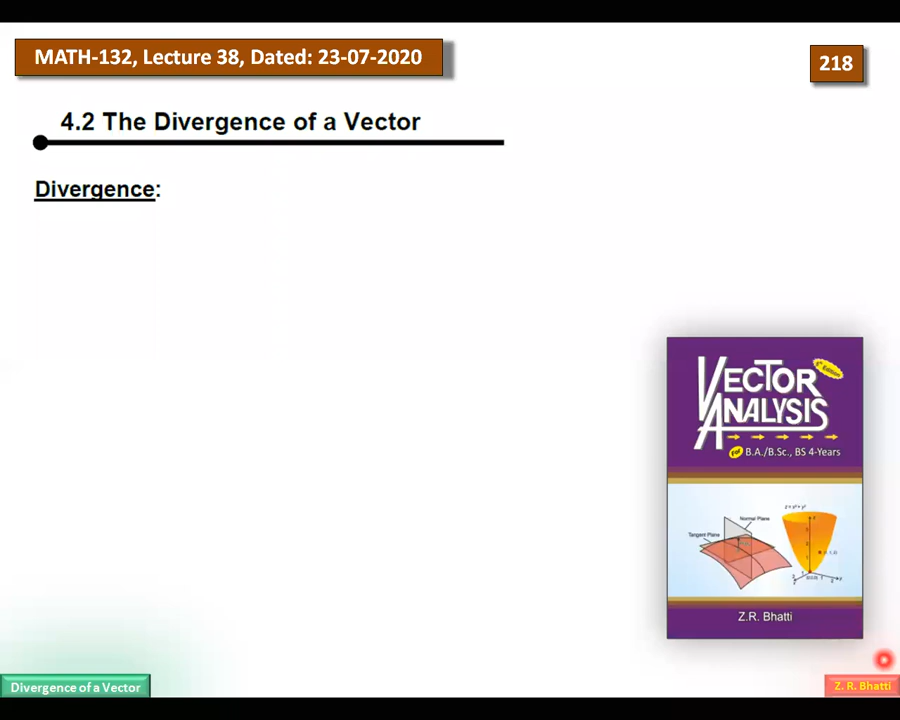 MATH-132, Lecture 38, Dated: 23-07-2020
218
4.2 The Divergence of a Vector
Divergence:
VECTOR
ANALYSIS
For B.A./B.Sc., BS 4-Years
Normal Plane
Tangent Plane
Z.R. Bhatti
Divergence of a Vector
Z. R. Bhatti